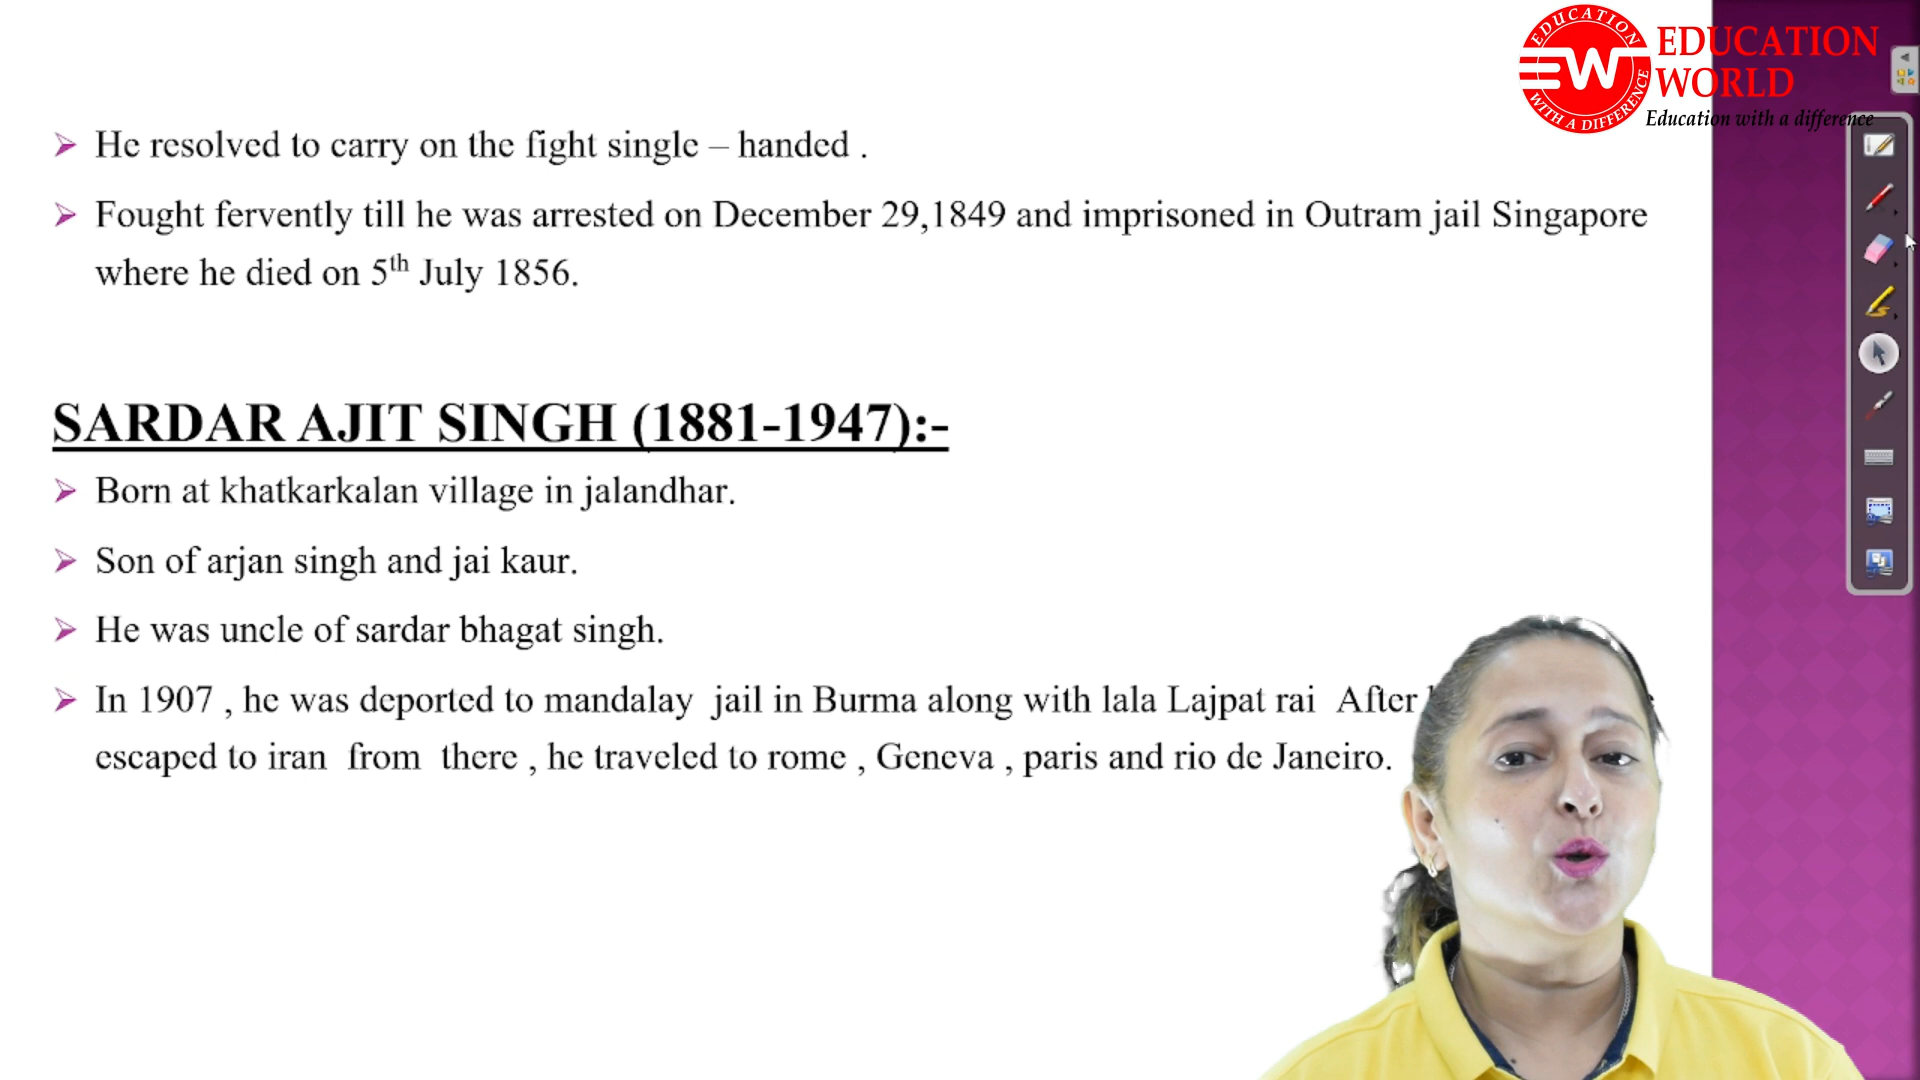 EDUCATION
WITH A DIFFERENCE
EW
EDUCATION
WORLD
Education with a difference
He resolved to carry on the fight single – handed .
Fought fervently till he was arrested on December 29,1849 and imprisoned in Outram jail Singapore
where he died on 5th July 1856.
SARDAR AJIT SINGH (1881-1947):-
Born at khatkarkalan village in jalandhar.
Son of arjan singh and jai kaur.
He was uncle of sardar bhagat singh.
In 1907 , he was deported to mandalay jail in Burma along with lala Lajpat rai After
escaped to iran from there , he traveled to rome , Geneva , paris and rio de Janeiro.